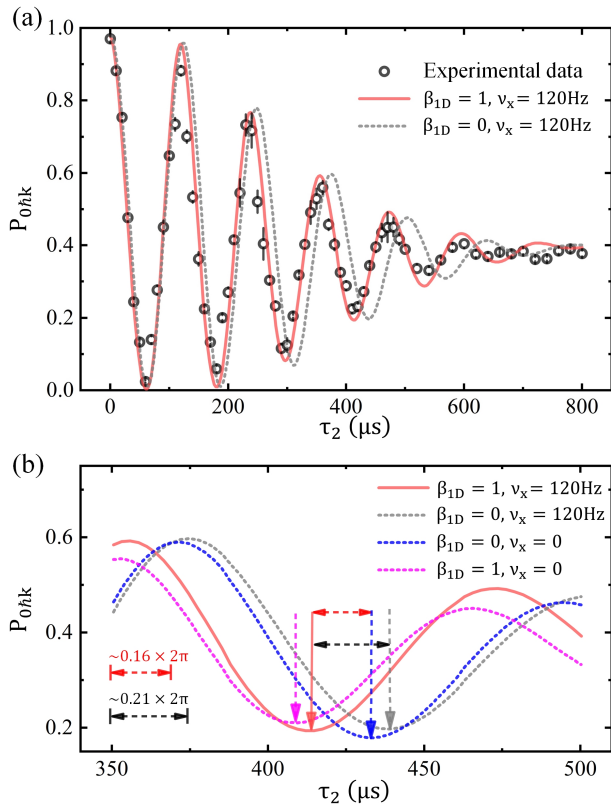 (a)
1.0
0.8
0.6
0.4
0.2
0.0
P₀ℏₖ
Experimental data
β₁D = 1, νₓ = 120Hz
β₁D = 0, νₓ = 120Hz
0
200
400
600
800
τ₂ (μs)
(b)
0.6
0.4
0.2
P₀ℏₖ
β₁D = 1, νₓ = 120Hz
β₁D = 0, νₓ = 120Hz
β₁D = 0, νₓ = 0
β₁D = 1, νₓ = 0
~0.16 × 2π
~0.21 × 2π
350
400
450
500
τ₂ (μs)